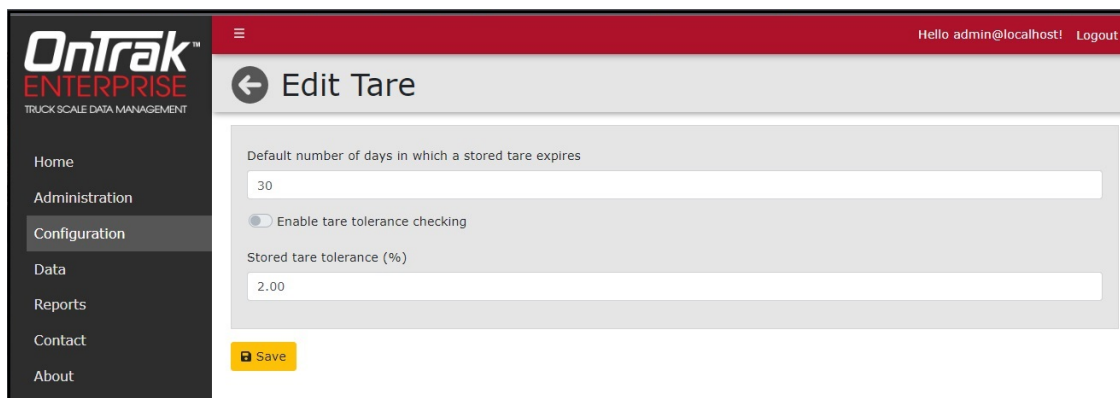 OnTrak™
ENTERPRISE
TRUCK SCALE DATA MANAGEMENT
Home
Administration
Configuration
Data
Reports
Contact
About
Hello admin@localhost! Logout
Edit Tare
Default number of days in which a stored tare expires
30
Enable tare tolerance checking
Stored tare tolerance (%)
2.00
Save